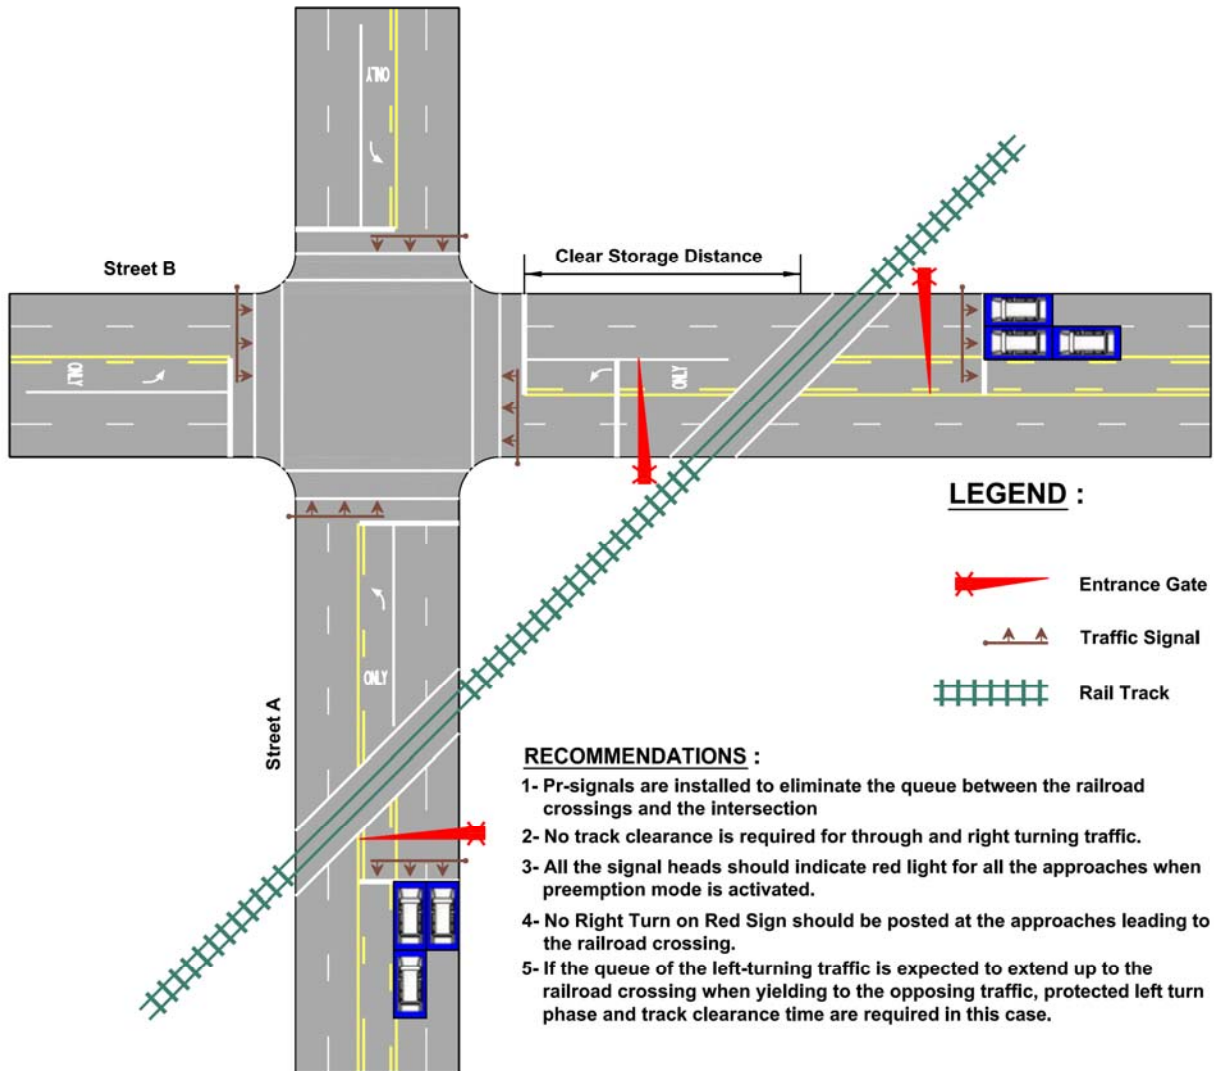 ONLY
Street B
Clear Storage Distance
ONLY
ONLY
LEGEND :
Entrance Gate
Traffic Signal
Rail Track
ONLY
Street A
RECOMMENDATIONS :
1- Pr-signals are installed to eliminate the queue between the railroad
crossings and the intersection
2- No track clearance is required for through and right turning traffic.
3- All the signal heads should indicate red light for all the approaches when
preemption mode is activated.
4- No Right Turn on Red Sign should be posted at the approaches leading to
the railroad crossing.
5- If the queue of the left-turning traffic is expected to extend up to the
railroad crossing when yielding to the opposing traffic, protected left turn
phase and track clearance time are required in this case.